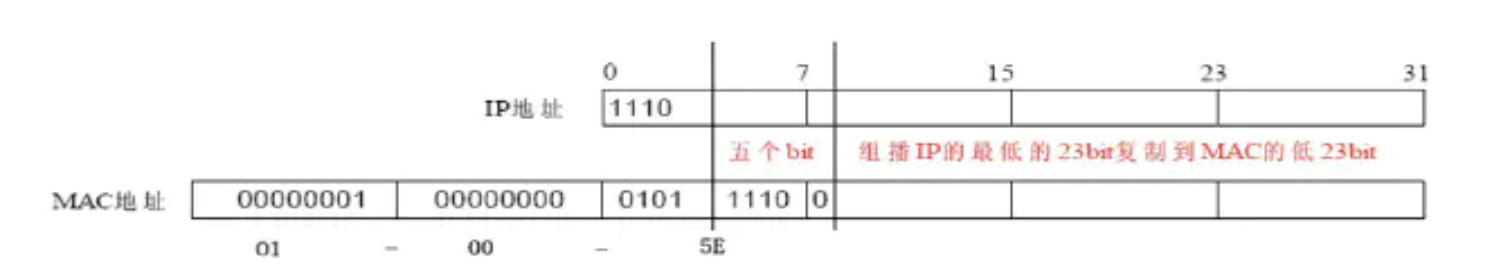 0 7 15 23 31
IP地址 1110
五个bit 组播IP的最低的23bit复制到MAC的低23bit
MAC地址 00000001 00000000 0101 1110 0
01 - 00 - 5E